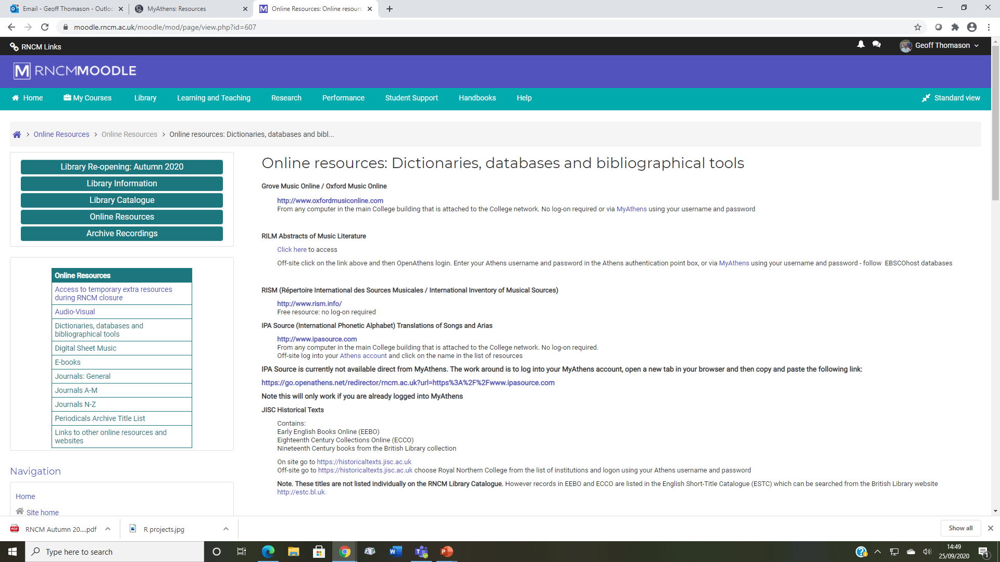 Email - Geoff Thomason - Outloo
MyAthens: Resources
Online Resources: Online resourc
moodle.rncm.ac.uk/moodle/mod/page/view.php?id=607
RNCM Links
Geoff Thomason
M RNCMMOODLE
Home
My Courses
Library
Learning and Teaching
Research
Performance
Student Support
Handbooks
Help
Standard view
Online Resources > Online Resources > Online resources: Dictionaries, databases and bibl...
Library Re-opening: Autumn 2020
Library Information
Library Catalogue
Online Resources
Archive Recordings
Online Resources
Access to temporary extra resources
during RNCM closure
Audio-Visual
Dictionaries, databases and
bibliographical tools
Digital Sheet Music
E-books
Journals: General
Journals A-M
Journals N-Z
Periodicals Archive Title List
Links to other online resources and
websites
Navigation
Home
Site home
Online resources: Dictionaries, databases and bibliographical tools
Grove Music Online / Oxford Music Online
http://www.oxfordmusiconline.com
From any computer in the main College building that is attached to the College network. No log-on required or via MyAthens using your username and password
RILM Abstracts of Music Literature
Click here to access
Off-site click on the link above and then OpenAthens login. Enter your Athens username and password in the Athens authentication point box, or via MyAthens using your username and password - follow EBSCOhost databases
RISM (Répertoire International des Sources Musicales / International Inventory of Musical Sources)
http://www.rism.info/
Free resource: no log-on required
IPA Source (International Phonetic Alphabet) Translations of Songs and Arias
http://www.ipasource.com
From any computer in the main College building that is attached to the College network. No log-on required.
Off-site log into your Athens account and click on the name in the list of resources
IPA Source is currently not available direct from MyAthens. The work around is to log into your MyAthens account, open a new tab in your browser and then copy and paste the following link:
https://go.openathens.net/redirector/rncm.ac.uk?url=https%3A%2F%2Fwww.ipasource.com
Note this will only work if you are already logged into MyAthens
JISC Historical Texts
Contains:
Early English Books Online (EEBO)
Eighteenth Century Collections Online (ECCO)
Nineteenth Century books from the British Library collection
On site go to https://historicaltexts.jisc.ac.uk
Off-site go to https://historicaltexts.jisc.ac.uk choose Royal Northern College from the list of institutions and logon using your Athens username and password
Note. These titles are not listed individually on the RNCM Library Catalogue. However records in EEBO and ECCO are listed in the English Short-Title Catalogue (ESTC) which can be searched from the British Library website
http://estc.bl.uk.
PDF
RNCM Autumn 20....pdf
R projects.jpg
Show all
Type here to search
14:49
25/09/2020
1